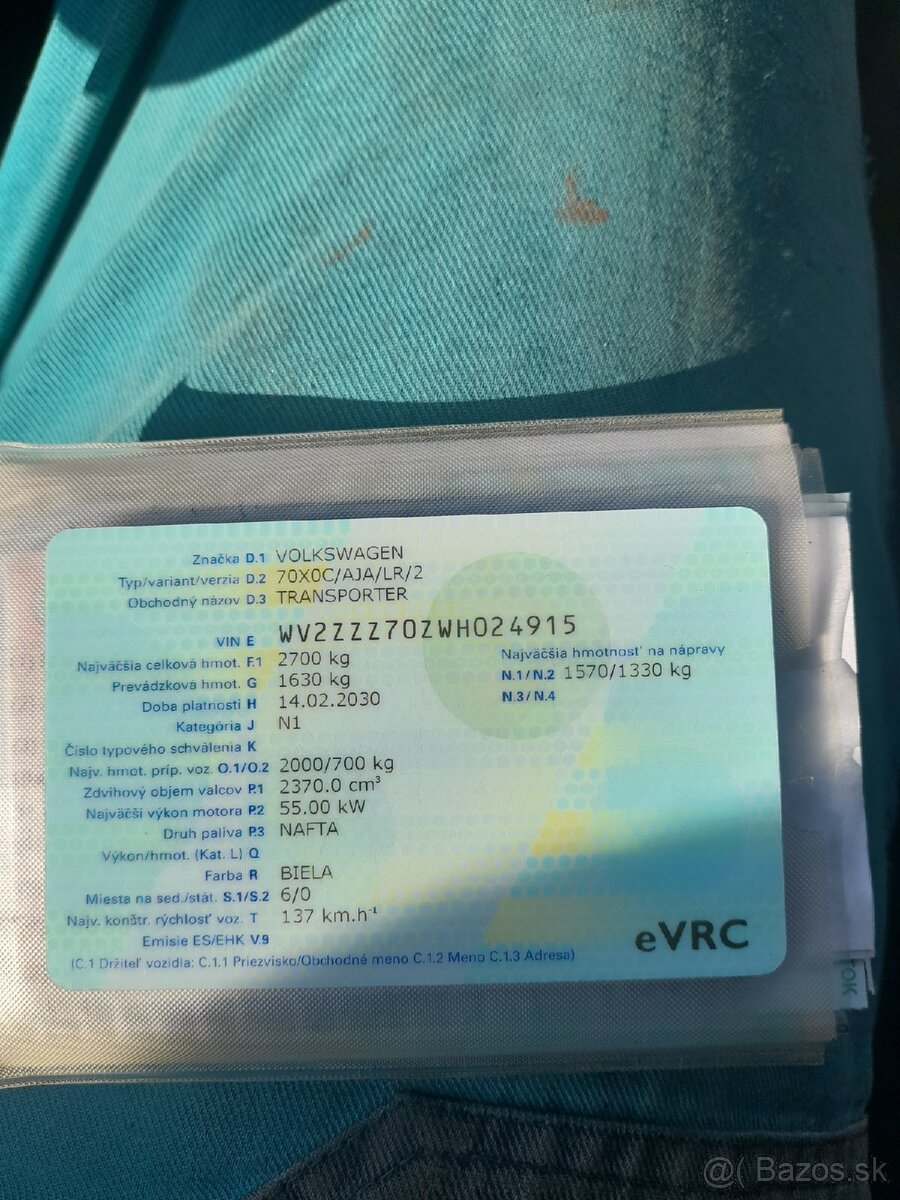 Značka D.1 VOLKSWAGEN
Typ/variant/verzia D.2 70X0C/AJA/LR/2
Obchodný názov D.3 TRANSPORTER
VIN E WV2ZZZ70ZWH024915
Najväčšia celková hmot. F.1 2700 kg
Najväčšia hmotnosť na nápravy
Prevádzková hmot. G 1630 kg
N.1/N.2 1570/1330 kg
Doba platnosti H 14.02.2030
N.3/N.4
Kategória J N1
Číslo typového schválenia K
Najv. hmot. príp. voz. O.1/O.2 2000/700 kg
Zdvihový objem valcov P.1 2370.0 cm³
Najväčší výkon motora P.2 55.00 kW
Druh paliva P.3 NAFTA
Výkon/hmot. (Kat. L) Q
Farba R BIELA
Miesta na sed./stát. S.1/S.2 6/0
Najv. konštr. rýchlosť voz. T 137 km.h⁻¹
Emisie ES/EHK V.9
eVRC
(C.1 Držiteľ vozidla: C.1.1 Priezvisko/Obchodné meno C.1.2 Meno C.1.3 Adresa)
OK
@( Bazos.sk